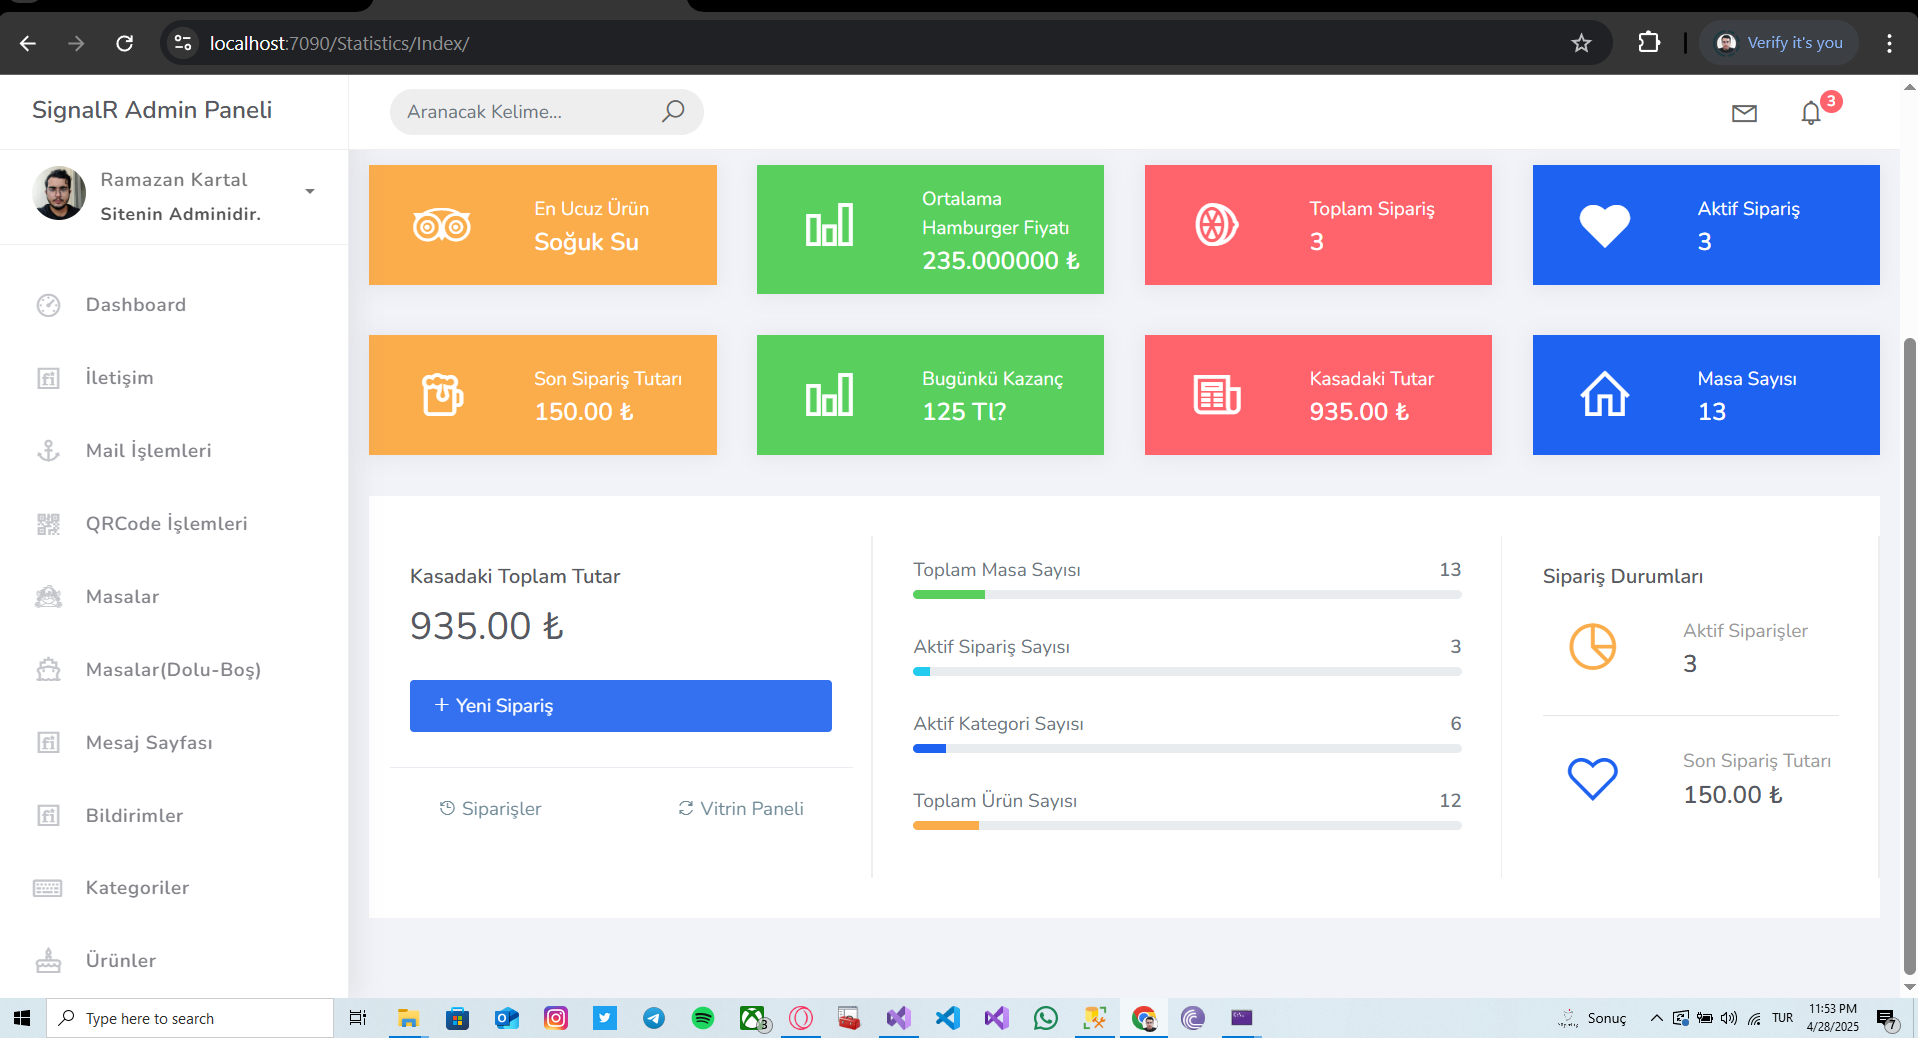 localhost:7090/Statistics/Index/
Verify it's you
SignalR Admin Paneli
Aranacak Kelime...
3
Ramazan Kartal
Sitenin Adminidir.
Dashboard
İletişim
Mail İşlemleri
QRCode İşlemleri
Masalar
Masalar(Dolu-Boş)
Mesaj Sayfası
Bildirimler
Kategoriler
Ürünler
En Ucuz Ürün
Soğuk Su
Ortalama
Hamburger Fiyatı
235.000000 ₺
Toplam Sipariş
3
Aktif Sipariş
3
Son Sipariş Tutarı
150.00 ₺
Bugünkü Kazanç
125 Tl?
Kasadaki Tutar
935.00 ₺
Masa Sayısı
13
Kasadaki Toplam Tutar
935.00 ₺
+ Yeni Sipariş
Siparişler
Vitrin Paneli
Toplam Masa Sayısı 13
Aktif Sipariş Sayısı 3
Aktif Kategori Sayısı 6
Toplam Ürün Sayısı 12
Sipariş Durumları
Aktif Siparişler
3
Son Sipariş Tutarı
150.00 ₺
Type here to search
3
Sonuç
TUR
11:53 PM
4/28/2025
7